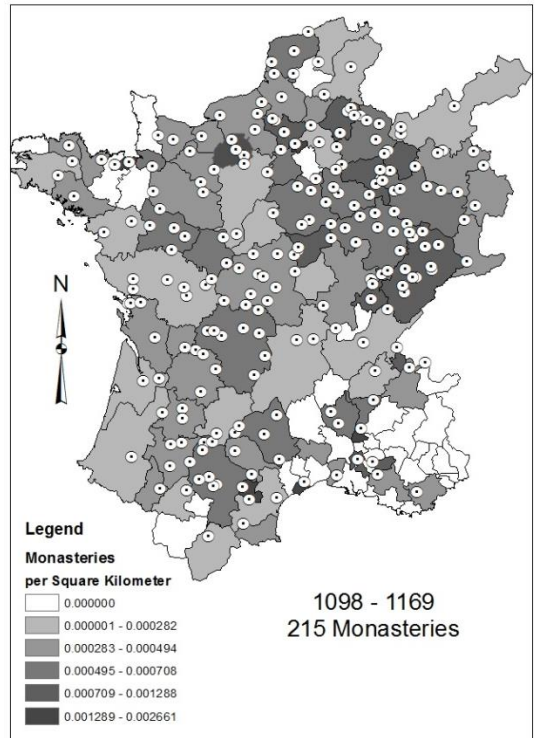 N
Legend
Monasteries
per Square Kilometer
0.000000
0.000001 - 0.000282
0.000283 - 0.000494
0.000495 - 0.000708
0.000709 - 0.001288
0.001289 - 0.002661
1098 - 1169
215 Monasteries